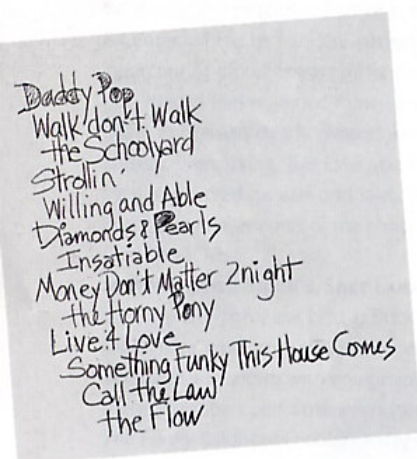 Daddy Pop
Walk don't Walk
the Schoolyard
Strollin'
Willing and Able
Diamonds & Pearls
Insatiable
Money Don't Matter 2night
the Horny Pony
Live 4 Love
Something Funky This House Comes
Call the Law
the Flow